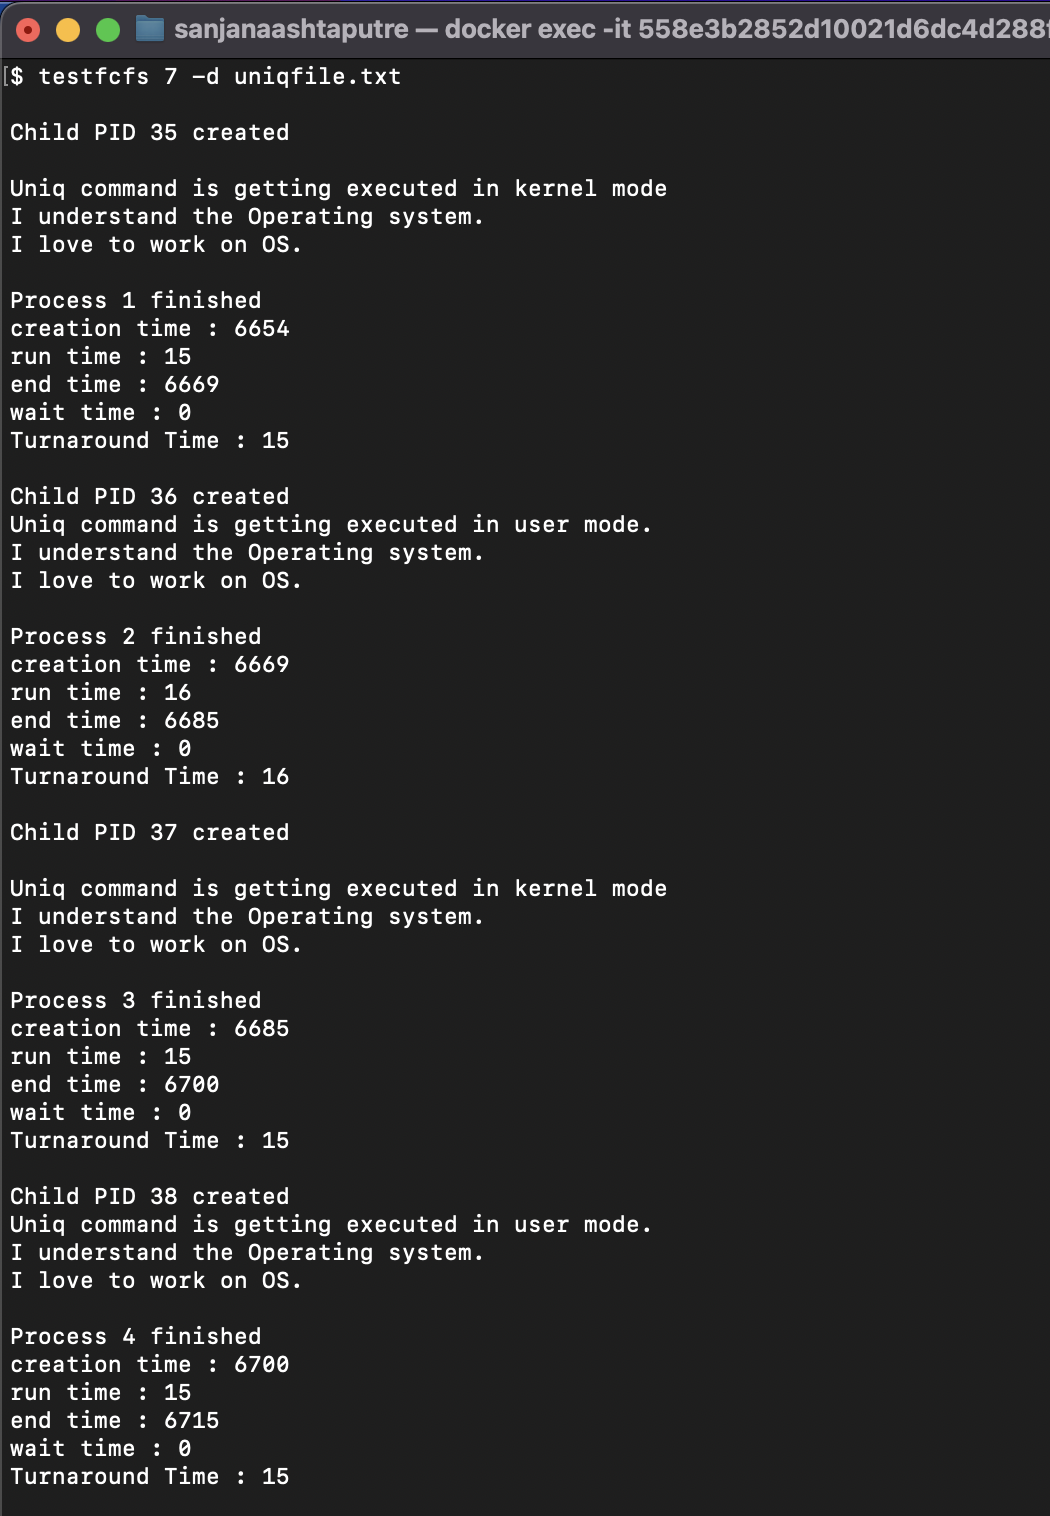 sanjanaashtaputre — docker exec -it 558e3b2852d10021d6dc4d288f
[$ testfcfs 7 -d uniqfile.txt
Child PID 35 created
Uniq command is getting executed in kernel mode
I understand the Operating system.
I love to work on OS.
Process 1 finished
creation time : 6654
run time : 15
end time : 6669
wait time : 0
Turnaround Time : 15
Child PID 36 created
Uniq command is getting executed in user mode.
I understand the Operating system.
I love to work on OS.
Process 2 finished
creation time : 6669
run time : 16
end time : 6685
wait time : 0
Turnaround Time : 16
Child PID 37 created
Uniq command is getting executed in kernel mode
I understand the Operating system.
I love to work on OS.
Process 3 finished
creation time : 6685
run time : 15
end time : 6700
wait time : 0
Turnaround Time : 15
Child PID 38 created
Uniq command is getting executed in user mode.
I understand the Operating system.
I love to work on OS.
Process 4 finished
creation time : 6700
run time : 15
end time : 6715
wait time : 0
Turnaround Time : 15